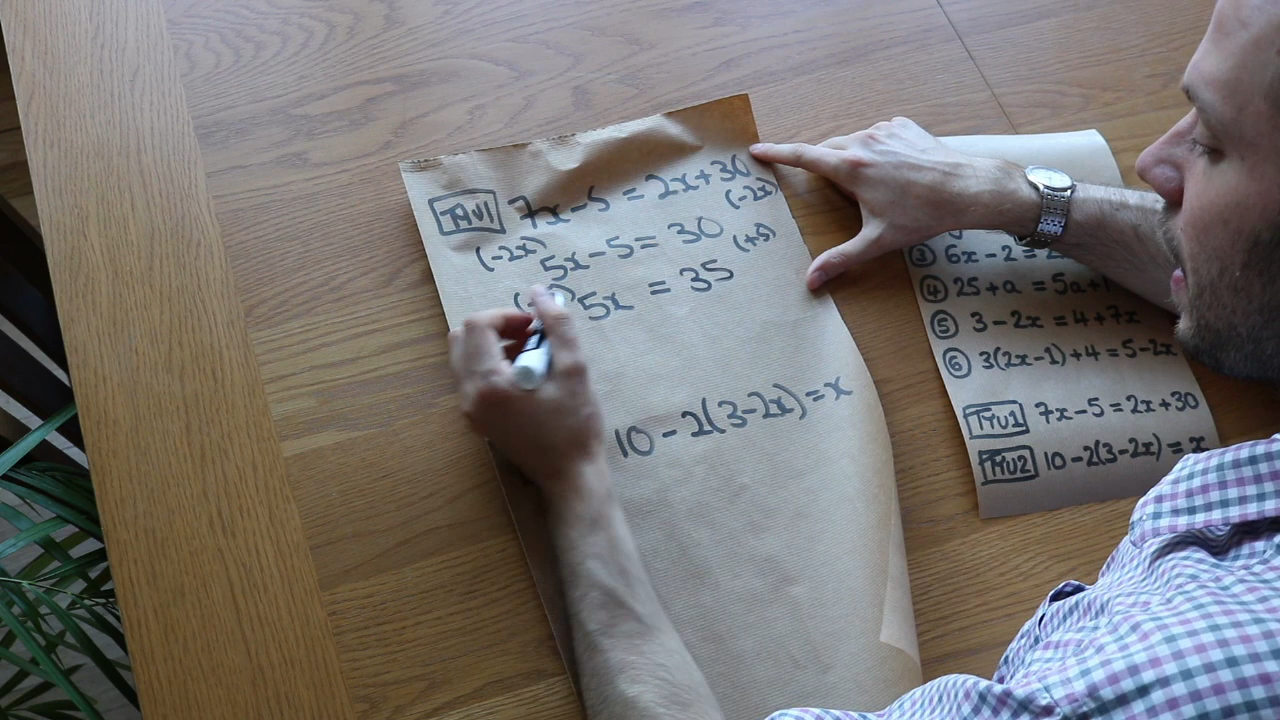 TAU1 7x-5 = 2x+30
(-2x) (-2x)
5x-5 = 30
(+5)
5x = 35
10-2(3-2x)=x
③ 6x-2=
④ 25+a = 5a+
⑤ 3-2x = 4+7x
⑥ 3(2x-1)+4=5-2x
TYU1 7x-5=2x+30
TYU2 10-2(3-2x)=x